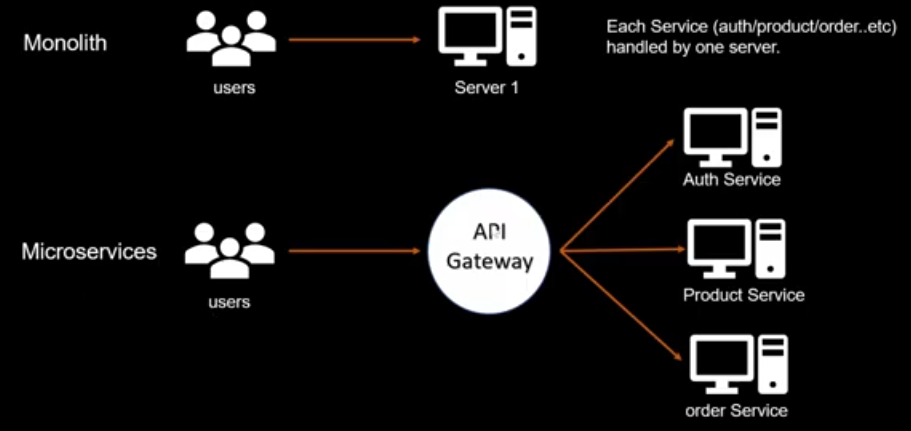 Monolith
users
Server 1
Each Service (auth/product/order..etc)
handled by one server.
Microservices
users
API
Gateway
Auth Service
Product Service
order Service